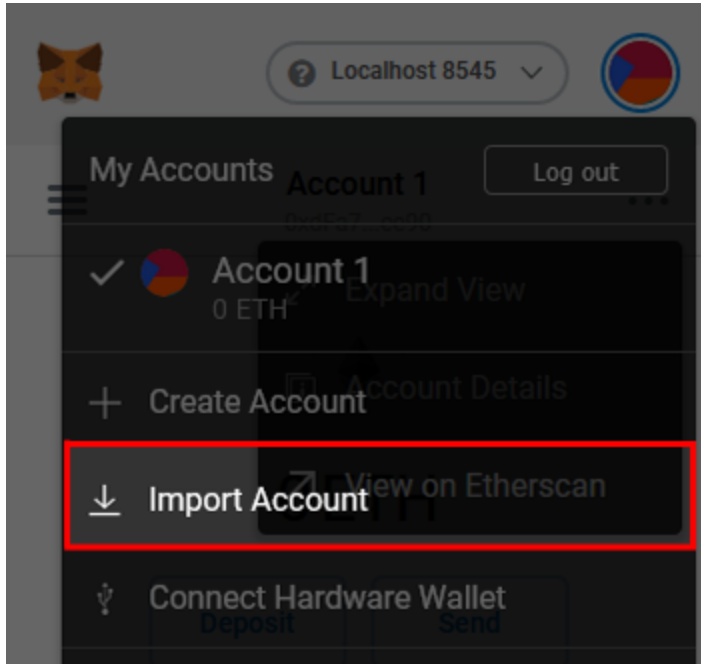 Localhost 8545
My Accounts
Account 1
Log out
Account 1
0 ETH
Expand View
Create Account
Account Details
Import Account
View on Etherscan
ETH
Connect Hardware Wallet
Deposit
Send